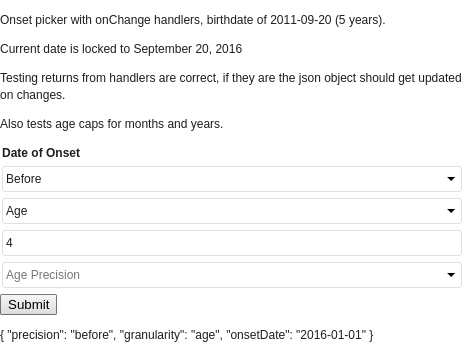 Onset picker with onChange handlers, birthdate of 2011-09-20 (5 years).
Current date is locked to September 20, 2016
Testing returns from handlers are correct, if they are the json object should get updated
on changes.
Also tests age caps for months and years.
Date of Onset
Before
Age
4
Age Precision
Submit
{ "precision": "before", "granularity": "age", "onsetDate": "2016-01-01" }